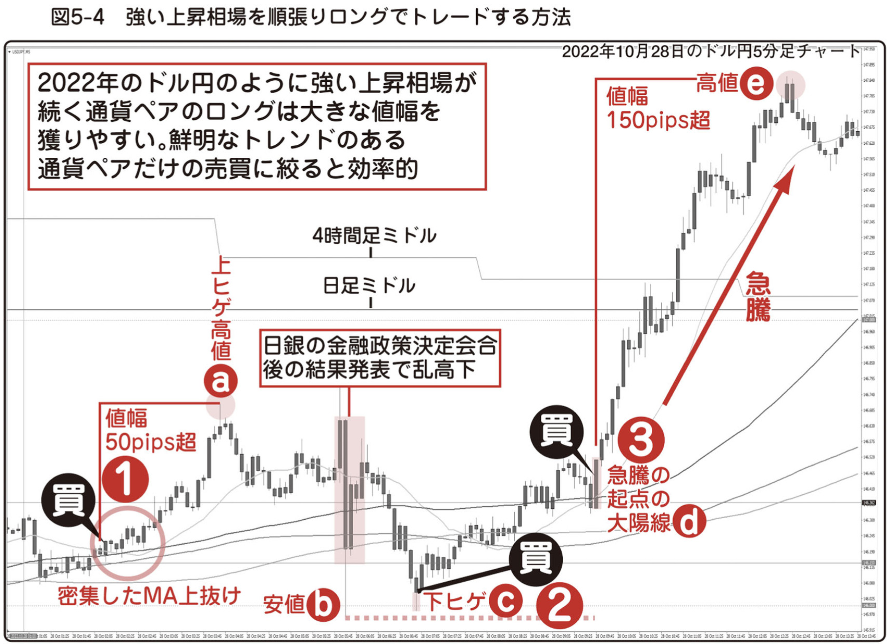 図5-4　強い上昇相場を順張りロングでトレードする方法
2022年10月28日のドル円5分足チャート
2022年のドル円のように強い上昇相場が
続く通貨ペアのロングは大きな値幅を
獲りやすい。鮮明なトレンドのある
通貨ペアだけの売買に絞ると効率的
値幅
150pips超
高値e
4時間足ミドル
日足ミドル
急騰
上ヒゲ高値
a
日銀の金融政策決定会合
後の結果発表で乱高下
値幅
50pips超
1
買
買
3
急騰の
起点の
大陽線d
買
密集したMA上抜け
安値b
下ヒゲc
2